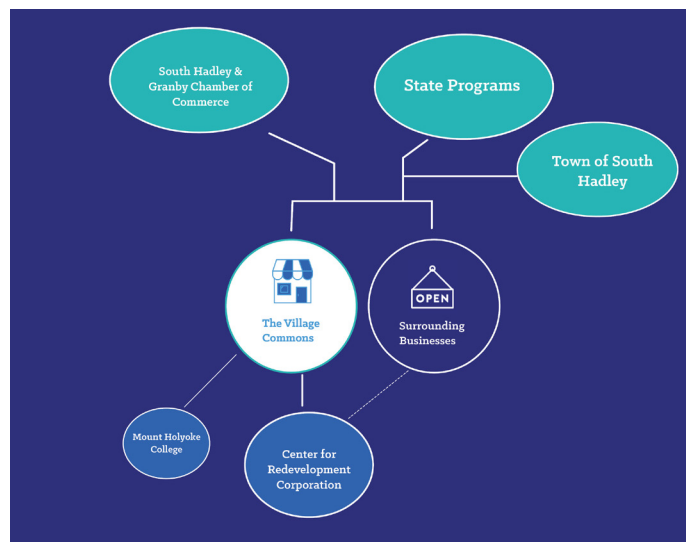 South Hadley &
Granby Chamber of
Commerce
State Programs
Town of South
Hadley
The Village
Commons
OPEN
Surrounding
Businesses
Mount Holyoke
College
Center for
Redevelopment
Corporation